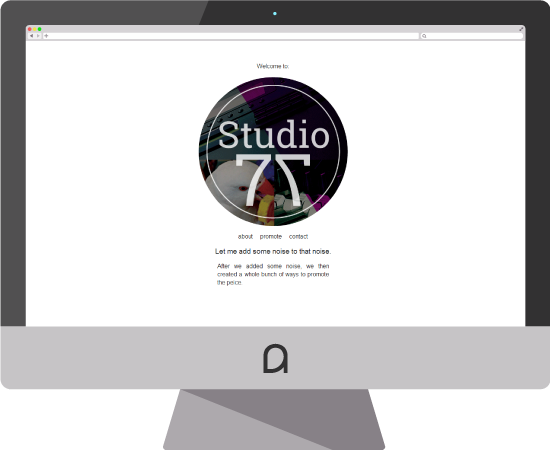 Welcome to:
Studio
77
about promote contact
Let me add some noise to that noise.
After we added some noise, we then
created a whole bunch of ways to promote
the peice.